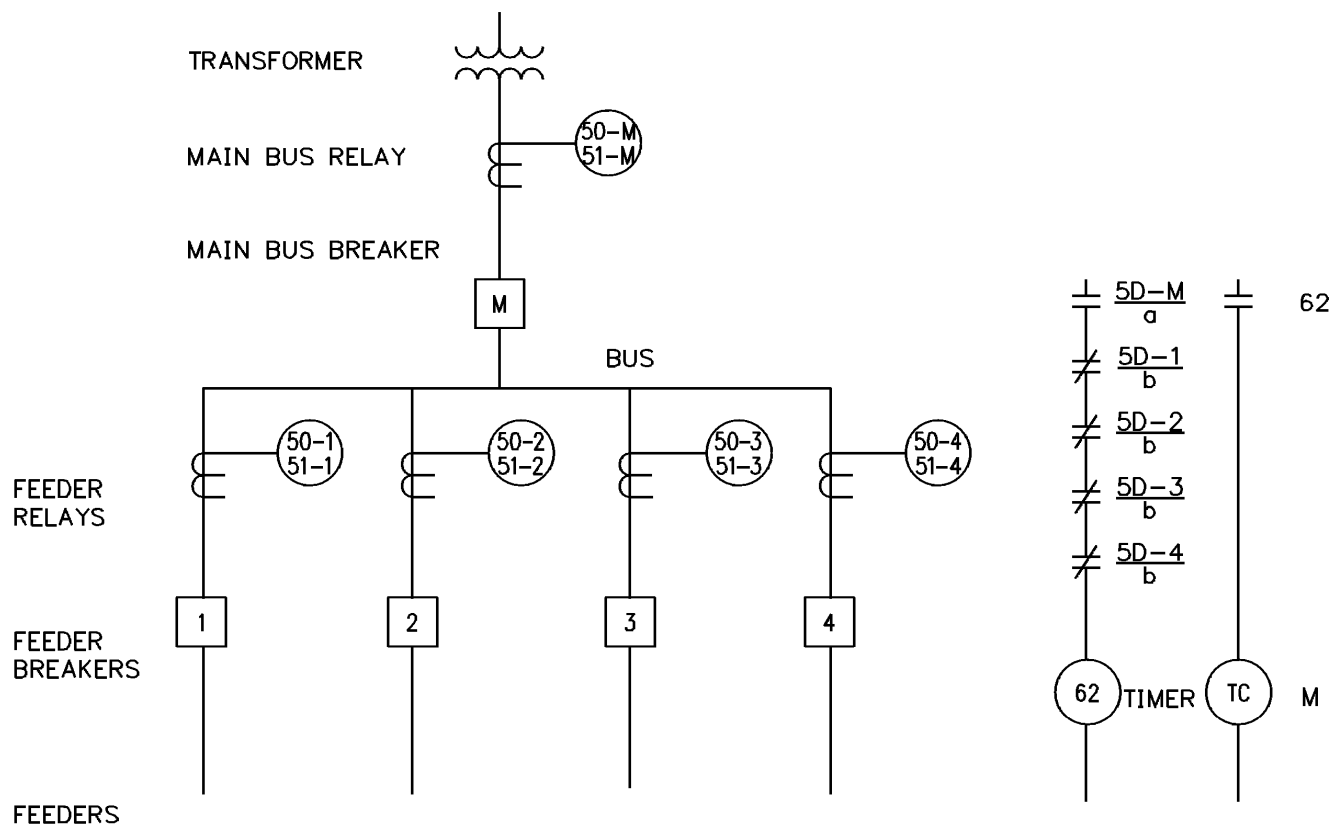 TRANSFORMER
50-M
51-M
MAIN BUS RELAY
MAIN BUS BREAKER
M
BUS
50-1
51-1
50-2
51-2
50-3
51-3
50-4
51-4
FEEDER
RELAYS
1
2
3
4
FEEDER
BREAKERS
FEEDERS
5D-M
a
62
5D-1
b
5D-2
b
5D-3
b
5D-4
b
62
TIMER
TC
M